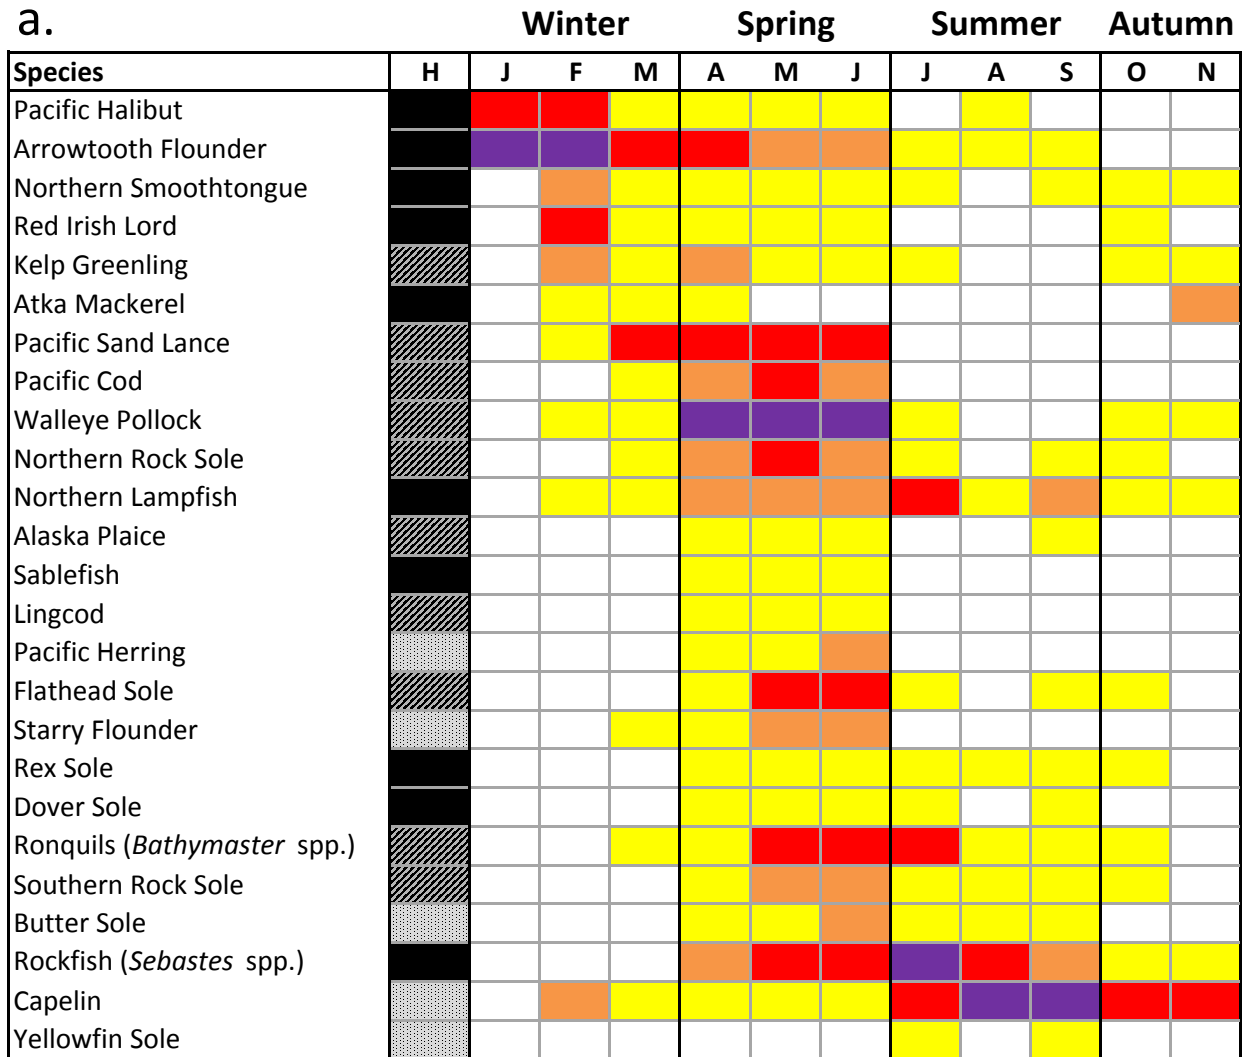 a.
Winter Spring Summer Autumn
Species H J F M A M J J A S O N
Pacific Halibut
Arrowtooth Flounder
Northern Smoothtongue
Red Irish Lord
Kelp Greenling
Atka Mackerel
Pacific Sand Lance
Pacific Cod
Walleye Pollock
Northern Rock Sole
Northern Lampfish
Alaska Plaice
Sablefish
Lingcod
Pacific Herring
Flathead Sole
Starry Flounder
Rex Sole
Dover Sole
Ronquils (Bathymaster spp.)
Southern Rock Sole
Butter Sole
Rockfish (Sebastes spp.)
Capelin
Yellowfin Sole